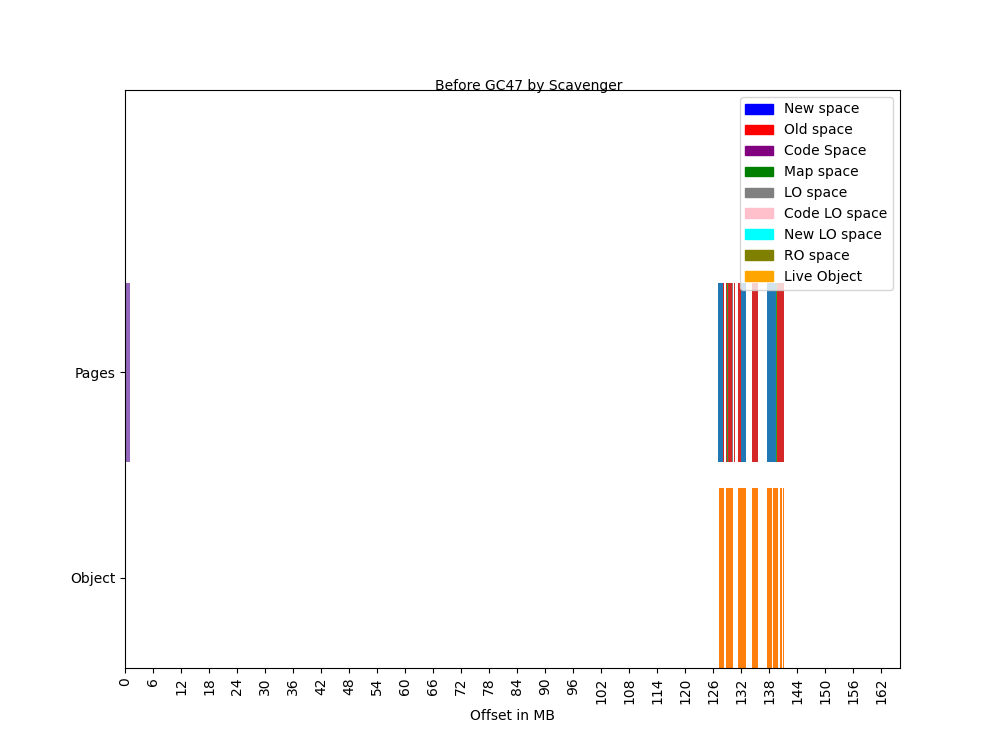 Before GC47 by Scavenger
New space
Old space
Code Space
Map space
LO space
Code LO space
New LO space
RO space
Live Object
Pages
Object
0 6 12 18 24 30 36 42 48 54 60 66 72 78 84 90 96 102 108 114 120 126 132 138 144 150 156 162
Offset in MB